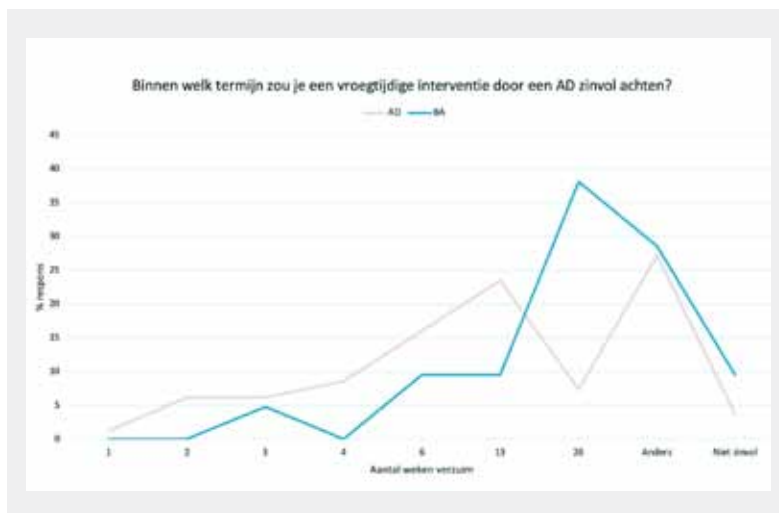 Binnen welk termijn zou je een vroegtijdige interventie door een AD zinvol achten?
AD BA
45
40
35
30
25
20
15
10
5
0
% respons
1 2 3 4 6 13 26 Anders Niet zinvol
Aantal weken verzuim